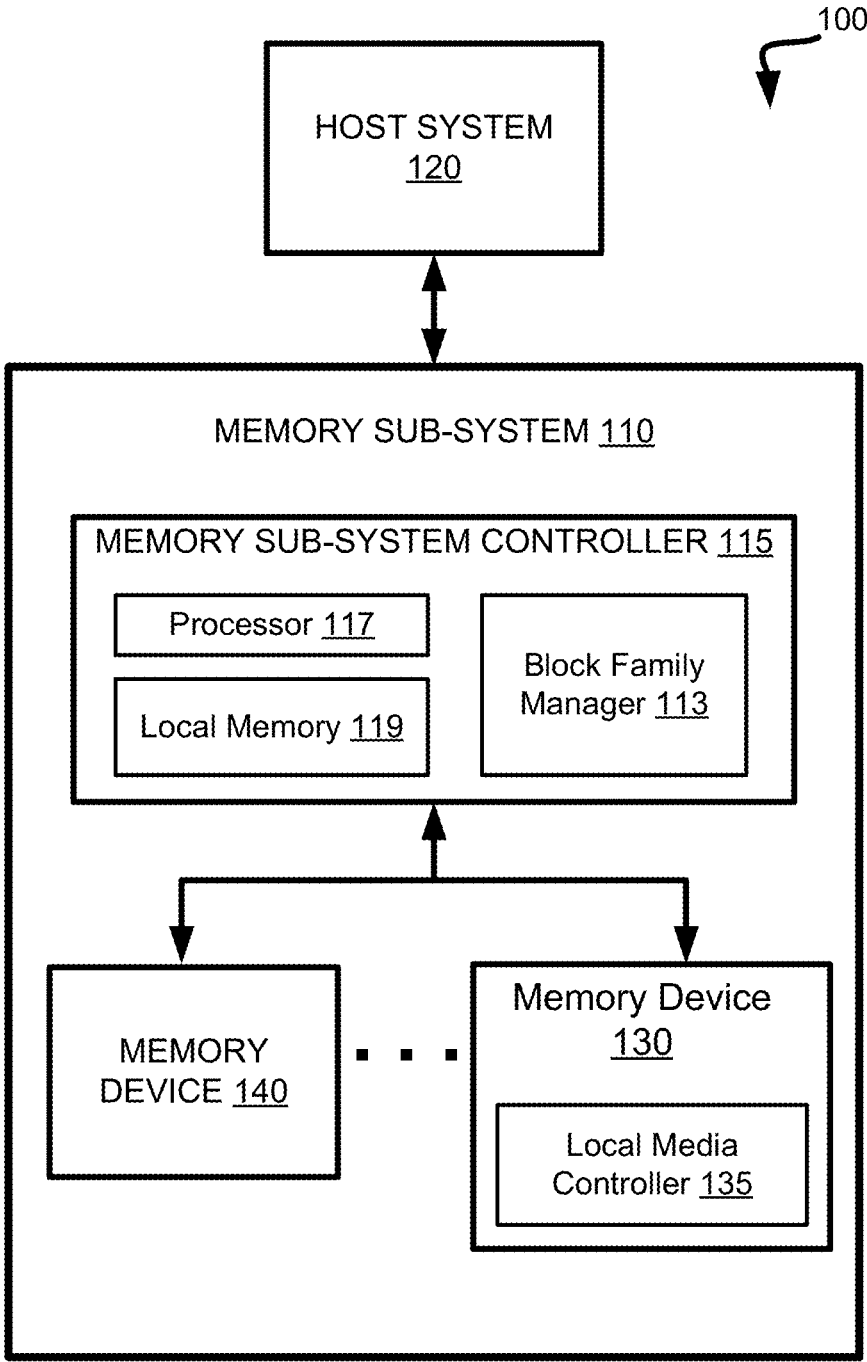 100
HOST SYSTEM
120
MEMORY SUB-SYSTEM 110
MEMORY SUB-SYSTEM CONTROLLER 115
Processor 117
Local Memory 119
Block Family
Manager 113
MEMORY
DEVICE 140
Memory Device
130
Local Media
Controller 135